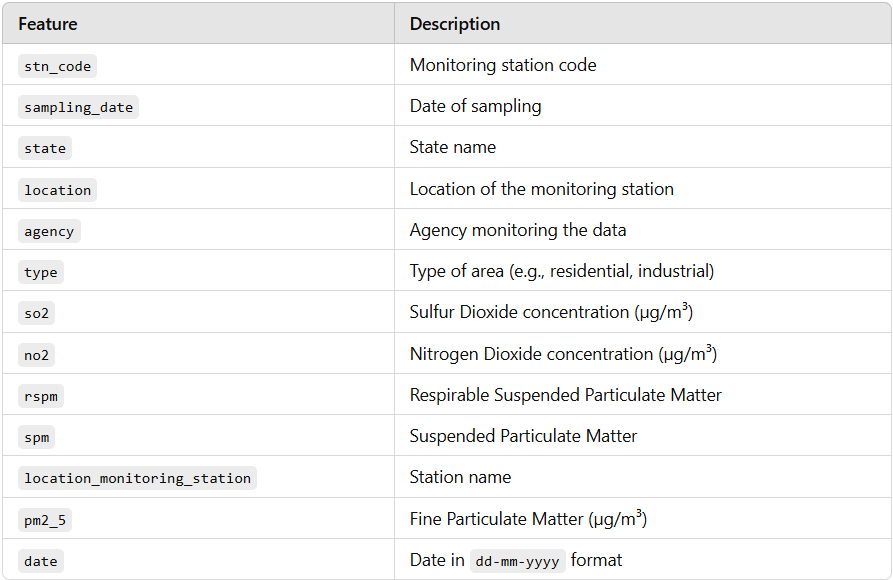 Feature Description
stn_code Monitoring station code
sampling_date Date of sampling
state State name
location Location of the monitoring station
agency Agency monitoring the data
type Type of area (e.g., residential, industrial)
so2 Sulfur Dioxide concentration (µg/m³)
no2 Nitrogen Dioxide concentration (µg/m³)
rspm Respirable Suspended Particulate Matter
spm Suspended Particulate Matter
location_monitoring_station Station name
pm2_5 Fine Particulate Matter (µg/m³)
date Date in dd-mm-yyyy format